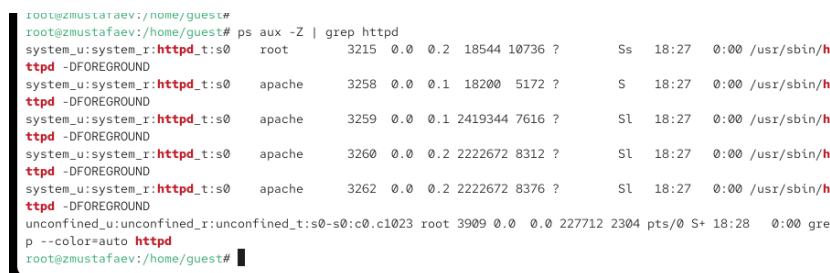 root@zmustafaev:/home/guest#
root@zmustafaev:/home/guest# ps aux -Z | grep httpd
system_u:system_r:httpd_t:s0    root        3215  0.0  0.2  18544 10736 ?        Ss   18:27   0:00 /usr/sbin/h
ttpd -DFOREGROUND
system_u:system_r:httpd_t:s0    apache      3258  0.0  0.1  18200  5172 ?        S    18:27   0:00 /usr/sbin/h
ttpd -DFOREGROUND
system_u:system_r:httpd_t:s0    apache      3259  0.0  0.1 2419344 7616 ?        Sl   18:27   0:00 /usr/sbin/h
ttpd -DFOREGROUND
system_u:system_r:httpd_t:s0    apache      3260  0.0  0.2 2222672 8312 ?        Sl   18:27   0:00 /usr/sbin/h
ttpd -DFOREGROUND
system_u:system_r:httpd_t:s0    apache      3262  0.0  0.2 2222672 8376 ?        Sl   18:27   0:00 /usr/sbin/h
ttpd -DFOREGROUND
unconfined_u:unconfined_r:unconfined_t:s0-s0:c0.c1023 root 3909 0.0  0.0 227712 2304 pts/0 S+ 18:28   0:00 gre
p --color=auto httpd
root@zmustafaev:/home/guest#